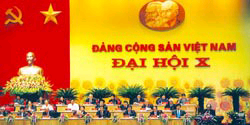 ĐẢNG CỘNG SẢN VIỆT NAM
ĐẠI HỘI X